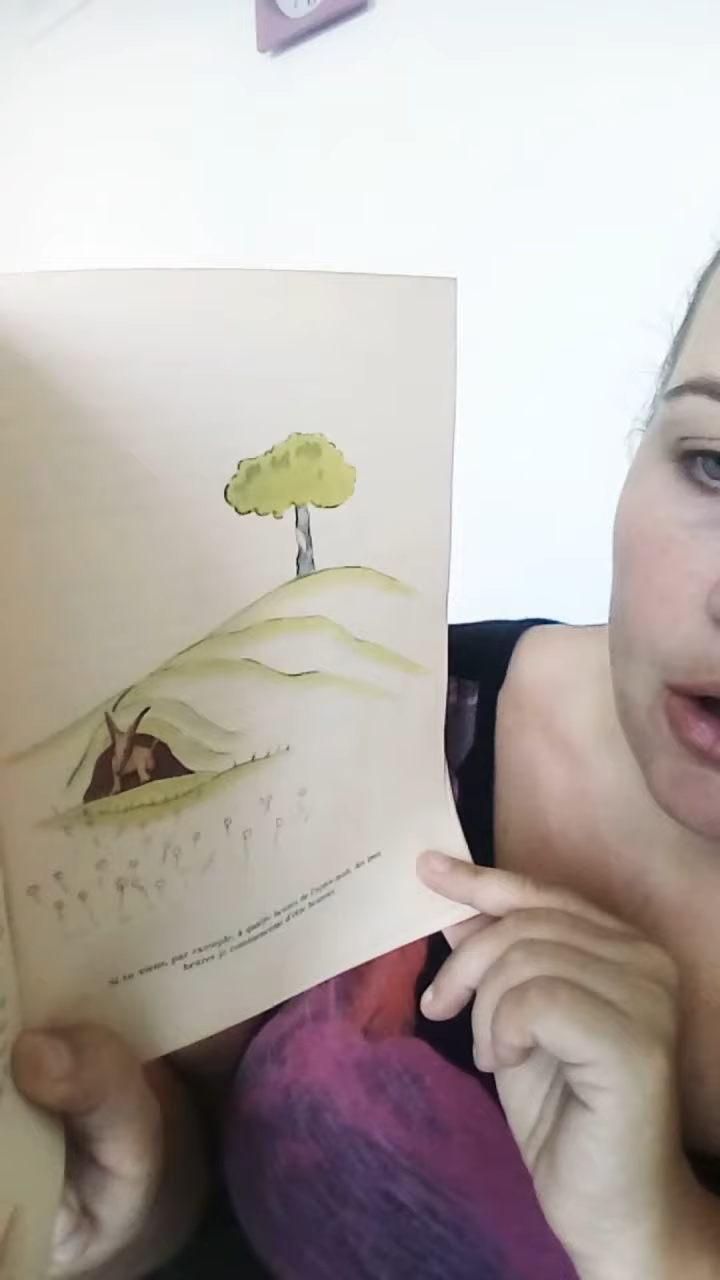 Si tu viens, par exemple, à quatre heures de l'après-midi, dès trois
heures je commencerai d'être heureux.